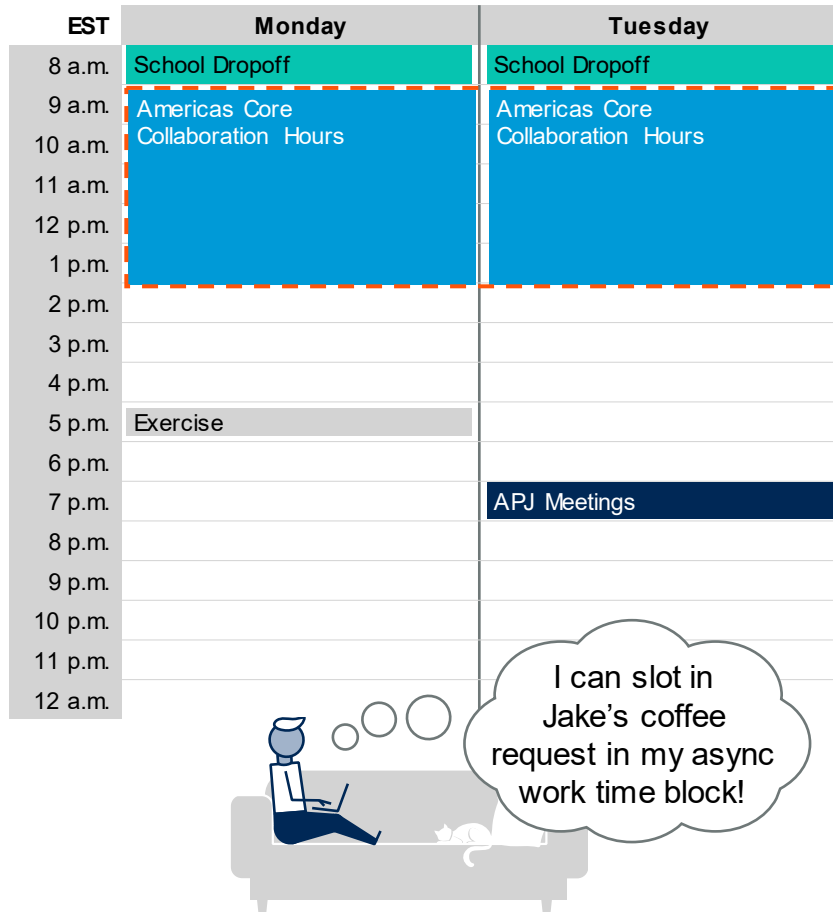 EST Monday Tuesday
8 a.m. School Dropoff School Dropoff
9 a.m. Americas Core Americas Core
10 a.m. Collaboration Hours Collaboration Hours
11 a.m.
12 p.m.
1 p.m.
2 p.m.
3 p.m.
4 p.m.
5 p.m. Exercise
6 p.m.
7 p.m. APJ Meetings
8 p.m.
9 p.m.
10 p.m.
11 p.m.
12 a.m.
I can slot in
Jake’s coffee
request in my async
work time block!